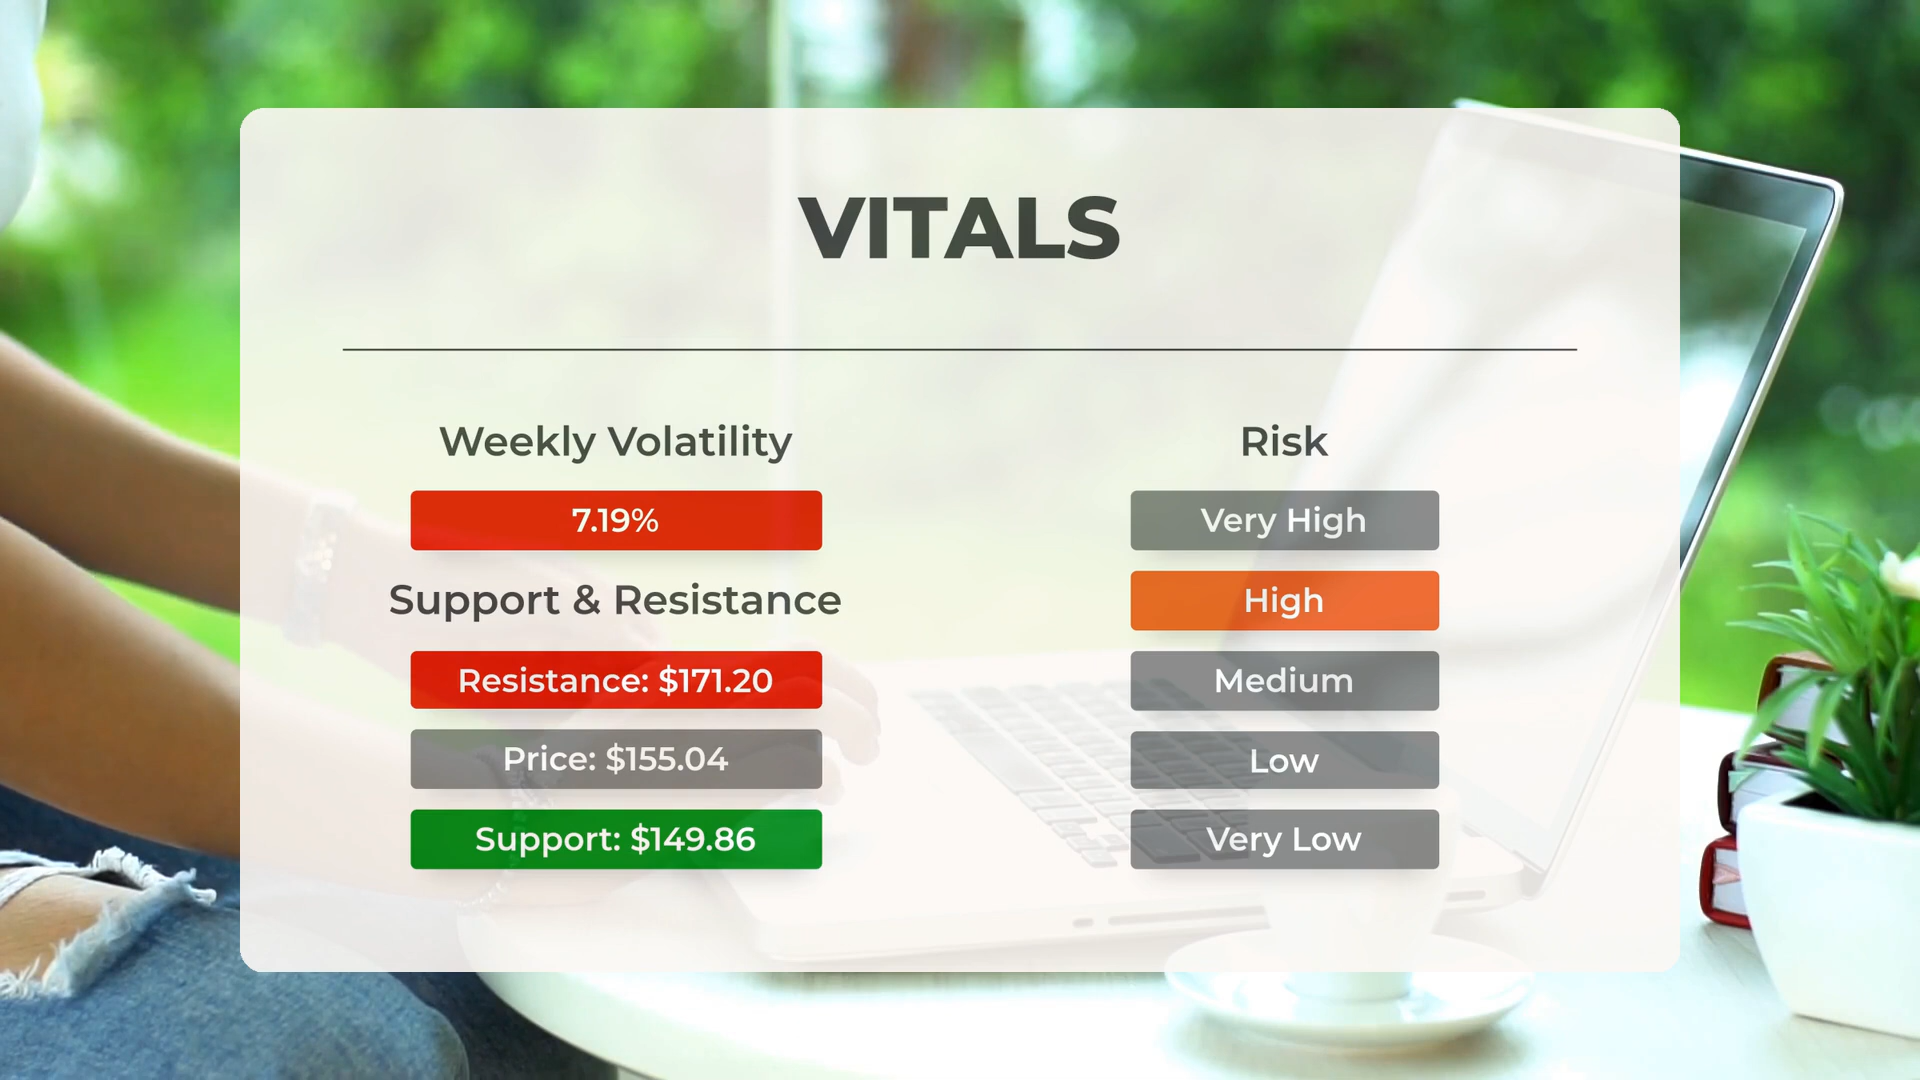 VITALS
Weekly Volatility
7.19%
Support & Resistance
Resistance: $171.20
Price: $155.04
Support: $149.86
Risk
Very High
High
Medium
Low
Very Low